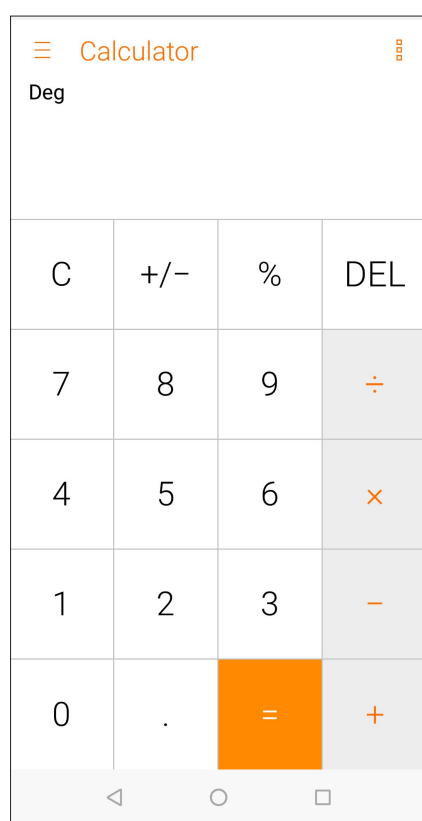 Calculator
Deg
C +/− % DEL
7 8 9 ÷
4 5 6 ×
1 2 3 −
0 . = +